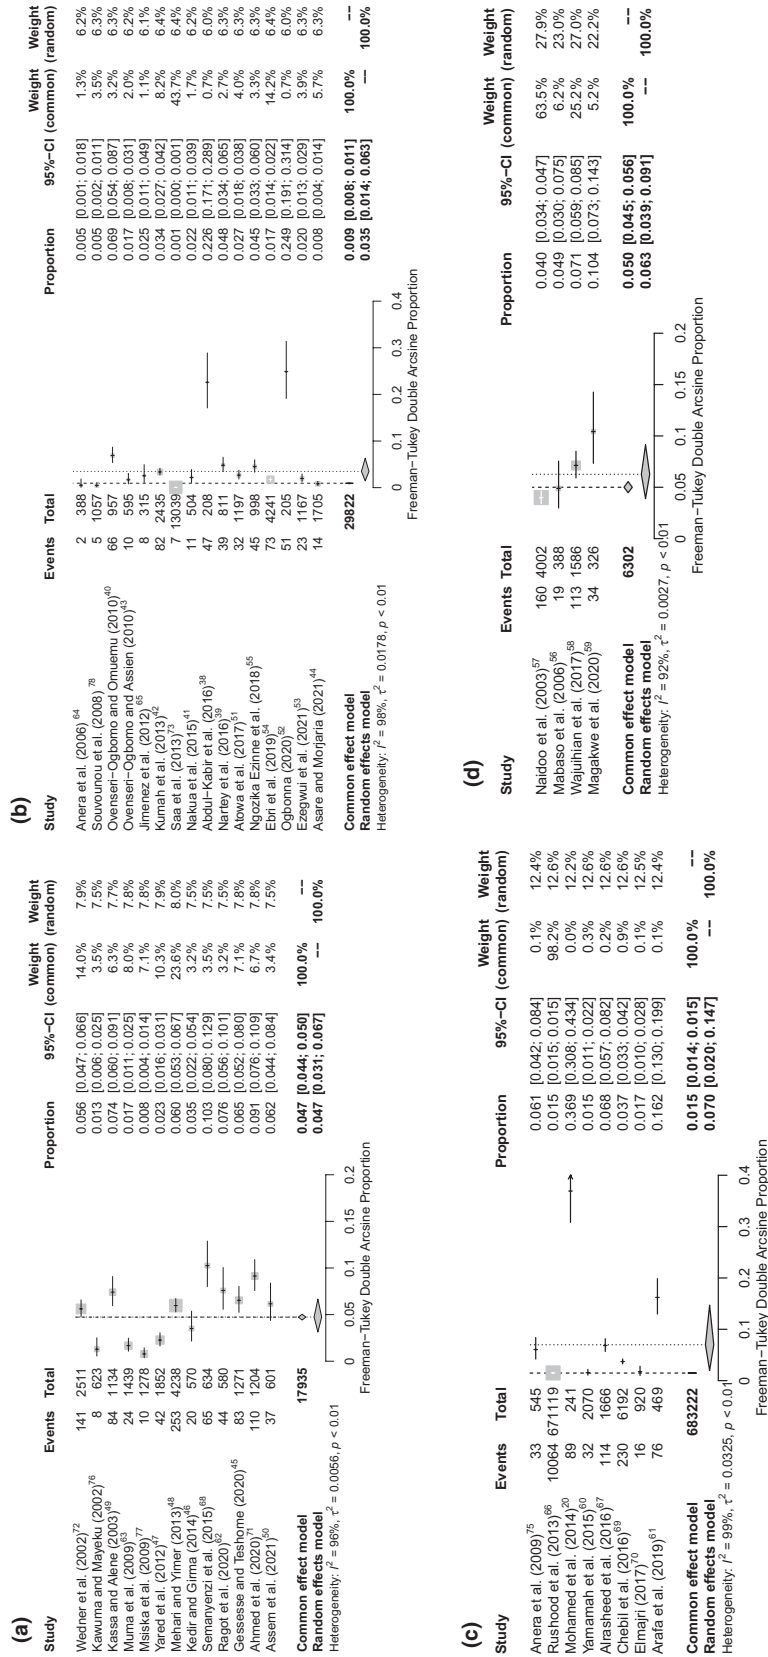 (a)
Weight Weight
Study Events Total Proportion 95%−CI (common) (random)
Wedner et al. (2002)72 141 2511 0.056 [0.047; 0.066] 14.0% 7.9%
Kawuma and Mayeku (2002)76 8 623 0.013 [0.006; 0.025] 3.5% 7.5%
Kassa and Alene (2003)49 84 1134 0.074 [0.060; 0.091] 6.3% 7.7%
Muma et al. (2009)63 24 1439 0.017 [0.011; 0.025] 8.0% 7.8%
Msiska et al. (2009)77 10 1278 0.008 [0.004; 0.014] 7.1% 7.8%
Yared et al. (2012)47 42 1852 0.023 [0.016; 0.031] 10.3% 7.9%
Mehari and Yimer (2013)48 253 4238 0.060 [0.053; 0.067] 23.6% 8.0%
Kedir and Girma (2014)46 20 570 0.035 [0.022; 0.054] 3.2% 7.5%
Semanyenzi et al. (2015)68 65 634 0.103 [0.080; 0.129] 3.5% 7.5%
Ragot et al. (2020)62 44 580 0.076 [0.056; 0.101] 3.2% 7.5%
Gessesse and Teshome (2020)45 83 1271 0.065 [0.052; 0.080] 7.1% 7.8%
Ahmed et al. (2020)71 110 1204 0.091 [0.076; 0.109] 6.7% 7.8%
Assem et al. (2021)50 37 601 0.062 [0.044; 0.084] 3.4% 7.5%
Common effect model 17935 0.047 [0.044; 0.050] 100.0% −−
Random effects model 0.047 [0.031; 0.067] −− 100.0%
Heterogeneity: I2 = 96%, τ2 = 0.0056, p < 0.01
0 0.05 0.1 0.15 0.2
Freeman−Tukey Double Arcsine Proportion
(b)
Weight Weight
Study Events Total Proportion 95%−CI (common) (random)
Anera et al. (2006)64 2 388 0.005 [0.001; 0.018] 1.3% 6.2%
Souvounou et al. (2008)78 5 1057 0.005 [0.002; 0.011] 3.5% 6.3%
Ovenseri−Ogbomo and Omuemu (2010)40 66 957 0.069 [0.054; 0.087] 3.2% 6.3%
Ovenseri−Ogbomo and Assien (2010)43 10 595 0.017 [0.008; 0.031] 2.0% 6.2%
Jimenez et al. (2012)65 8 315 0.025 [0.011; 0.049] 1.1% 6.1%
Kumah et al. (2013)42 82 2435 0.034 [0.027; 0.042] 8.2% 6.4%
Saa et al. (2013)73 7 13039 0.001 [0.000; 0.001] 43.7% 6.4%
Nakua et al. (2015)41 11 504 0.022 [0.011; 0.039] 1.7% 6.2%
Abdul−Kabir et al. (2016)38 47 208 0.226 [0.171; 0.289] 0.7% 6.0%
Nartey et al. (2016)39 39 811 0.048 [0.034; 0.065] 2.7% 6.3%
Atowa et al. (2017)51 32 1197 0.027 [0.018; 0.038] 4.0% 6.3%
Ngozika Ezinne et al. (2018)55 45 998 0.045 [0.033; 0.060] 3.3% 6.3%
Ebri et al. (2019)54 73 4241 0.017 [0.014; 0.022] 14.2% 6.4%
Ogbonna (2020)52 51 205 0.249 [0.191; 0.314] 0.7% 6.0%
Ezegwui et al. (2021)53 23 1167 0.020 [0.013; 0.029] 3.9% 6.3%
Asare and Morjaria (2021)44 14 1705 0.008 [0.004; 0.014] 5.7% 6.3%
Common effect model 29822 0.009 [0.008; 0.011] 100.0% −−
Random effects model 0.035 [0.014; 0.063] −− 100.0%
Heterogeneity: I2 = 98%, τ2 = 0.0178, p < 0.01
0 0.1 0.2 0.3 0.4
Freeman−Tukey Double Arcsine Proportion
(c)
Weight Weight
Study Events Total Proportion 95%−CI (common) (random)
Anera et al. (2009)75 33 545 0.061 [0.042; 0.084] 0.1% 12.4%
Rushood et al. (2013)66 10064 671119 0.015 [0.015; 0.015] 98.2% 12.6%
Mohamed et al. (2014)20 89 241 0.369 [0.308; 0.434] 0.0% 12.2%
Yamamah et al. (2015)60 32 2070 0.015 [0.011; 0.022] 0.3% 12.6%
Alrasheed et al. (2016)67 114 1666 0.068 [0.057; 0.082] 0.2% 12.6%
Chebil et al. (2016)69 230 6192 0.037 [0.033; 0.042] 0.9% 12.6%
Elmajri (2017)70 16 920 0.017 [0.010; 0.028] 0.1% 12.5%
Arafa et al. (2019)61 76 469 0.162 [0.130; 0.199] 0.1% 12.4%
Common effect model 683222 0.015 [0.014; 0.015] 100.0% −−
Random effects model 0.070 [0.020; 0.147] −− 100.0%
Heterogeneity: I2 = 99%, τ2 = 0.0325, p < 0.01
0 0.1 0.2 0.3 0.4
Freeman−Tukey Double Arcsine Proportion
(d)
Weight Weight
Study Events Total Proportion 95%−CI (common) (random)
Naidoo et al. (2003)57 160 4002 0.040 [0.034; 0.047] 63.5% 27.9%
Mabaso et al. (2006)56 19 388 0.049 [0.030; 0.075] 6.2% 23.0%
Wajuihian et al. (2017)58 113 1586 0.071 [0.059; 0.085] 25.2% 27.0%
Magakwe et al. (2020)59 34 326 0.104 [0.073; 0.143] 5.2% 22.2%
Common effect model 6302 0.050 [0.045; 0.056] 100.0% −−
Random effects model 0.063 [0.039; 0.091] −− 100.0%
Heterogeneity: I2 = 92%, τ2 = 0.0027, p < 0.01
0 0.05 0.1 0.15 0.2
Freeman−Tukey Double Arcsine Proportion